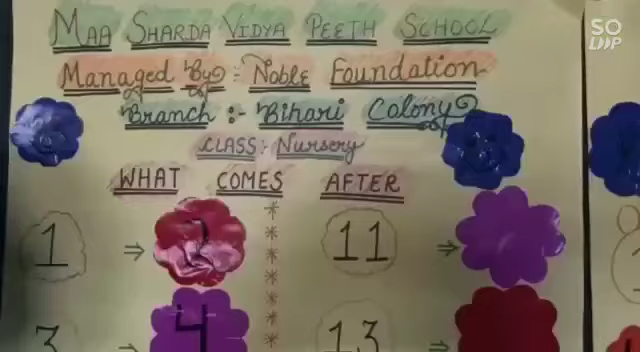 MAA SHARDA VIDYA PEETH SCHOOL
Managed By :- Noble Foundation
Branch :- Bihari Colony
CLASS :- Nursery
WHAT COMES AFTER
1 ⇒ 2 * 11 ⇒
3 ⇒ 4 * 13 ⇒
SO
LOOP